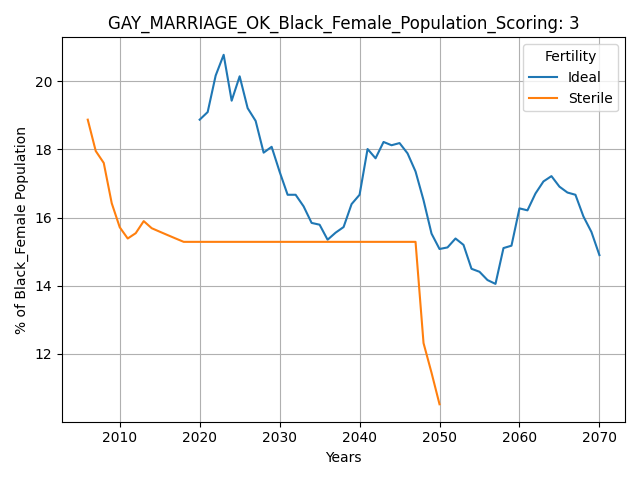 GAY_MARRIAGE_OK_Black_Female_Population_Scoring: 3
Fertility
Ideal
Sterile
% of Black_Female Population
20
18
16
14
12
2010 2020 2030 2040 2050 2060 2070
Years